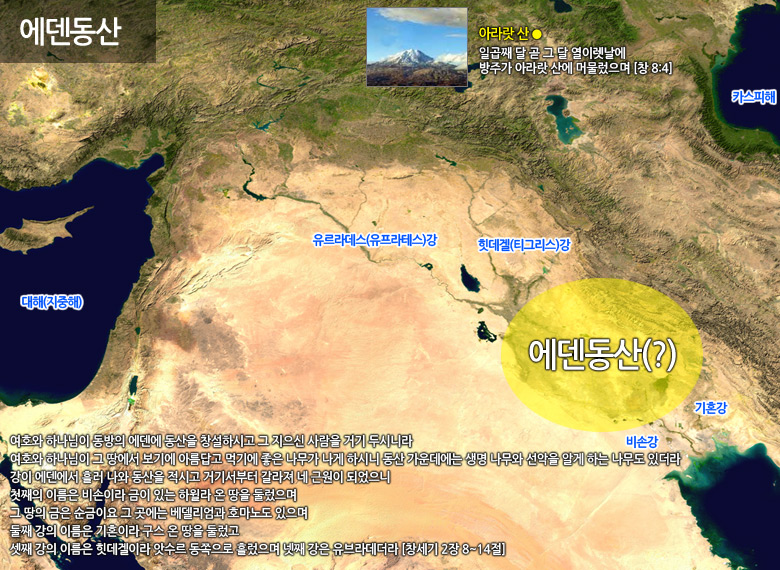 에덴동산
아라랏 산
일곱째 달 곧 그 달 열이렛날에
방주가 아라랏 산에 머물렀으며 [창 8:4]
카스피해
유르라데스(유프라테스)강
힛데겔(티그리스)강
대해(지중해)
에덴동산(?)
기혼강
비손강
여호와 하나님이 동방의 에덴에 동산을 창설하시고 그 지으신 사람을 거기 두시니라
여호와 하나님이 그 땅에서 보기에 아름답고 먹기에 좋은 나무가 나게 하시니 동산 가운데에는 생명 나무와 선악을 알게 하는 나무도 있더라
강이 에덴에서 흘러 나와 동산을 적시고 거기서부터 갈라져 네 근원이 되었으니
첫째의 이름은 비손이라 금이 있는 하윌라 온 땅을 둘렀으며
그 땅의 금은 순금이요 그 곳에는 베델리엄과 호마노도 있으며
둘째 강의 이름은 기혼이라 구스 온 땅을 둘렀고
셋째 강의 이름은 힛데겔이라 앗수르 동쪽으로 흘렀으며 넷째 강은 유브라데더라 [창세기 2장 8~14절]